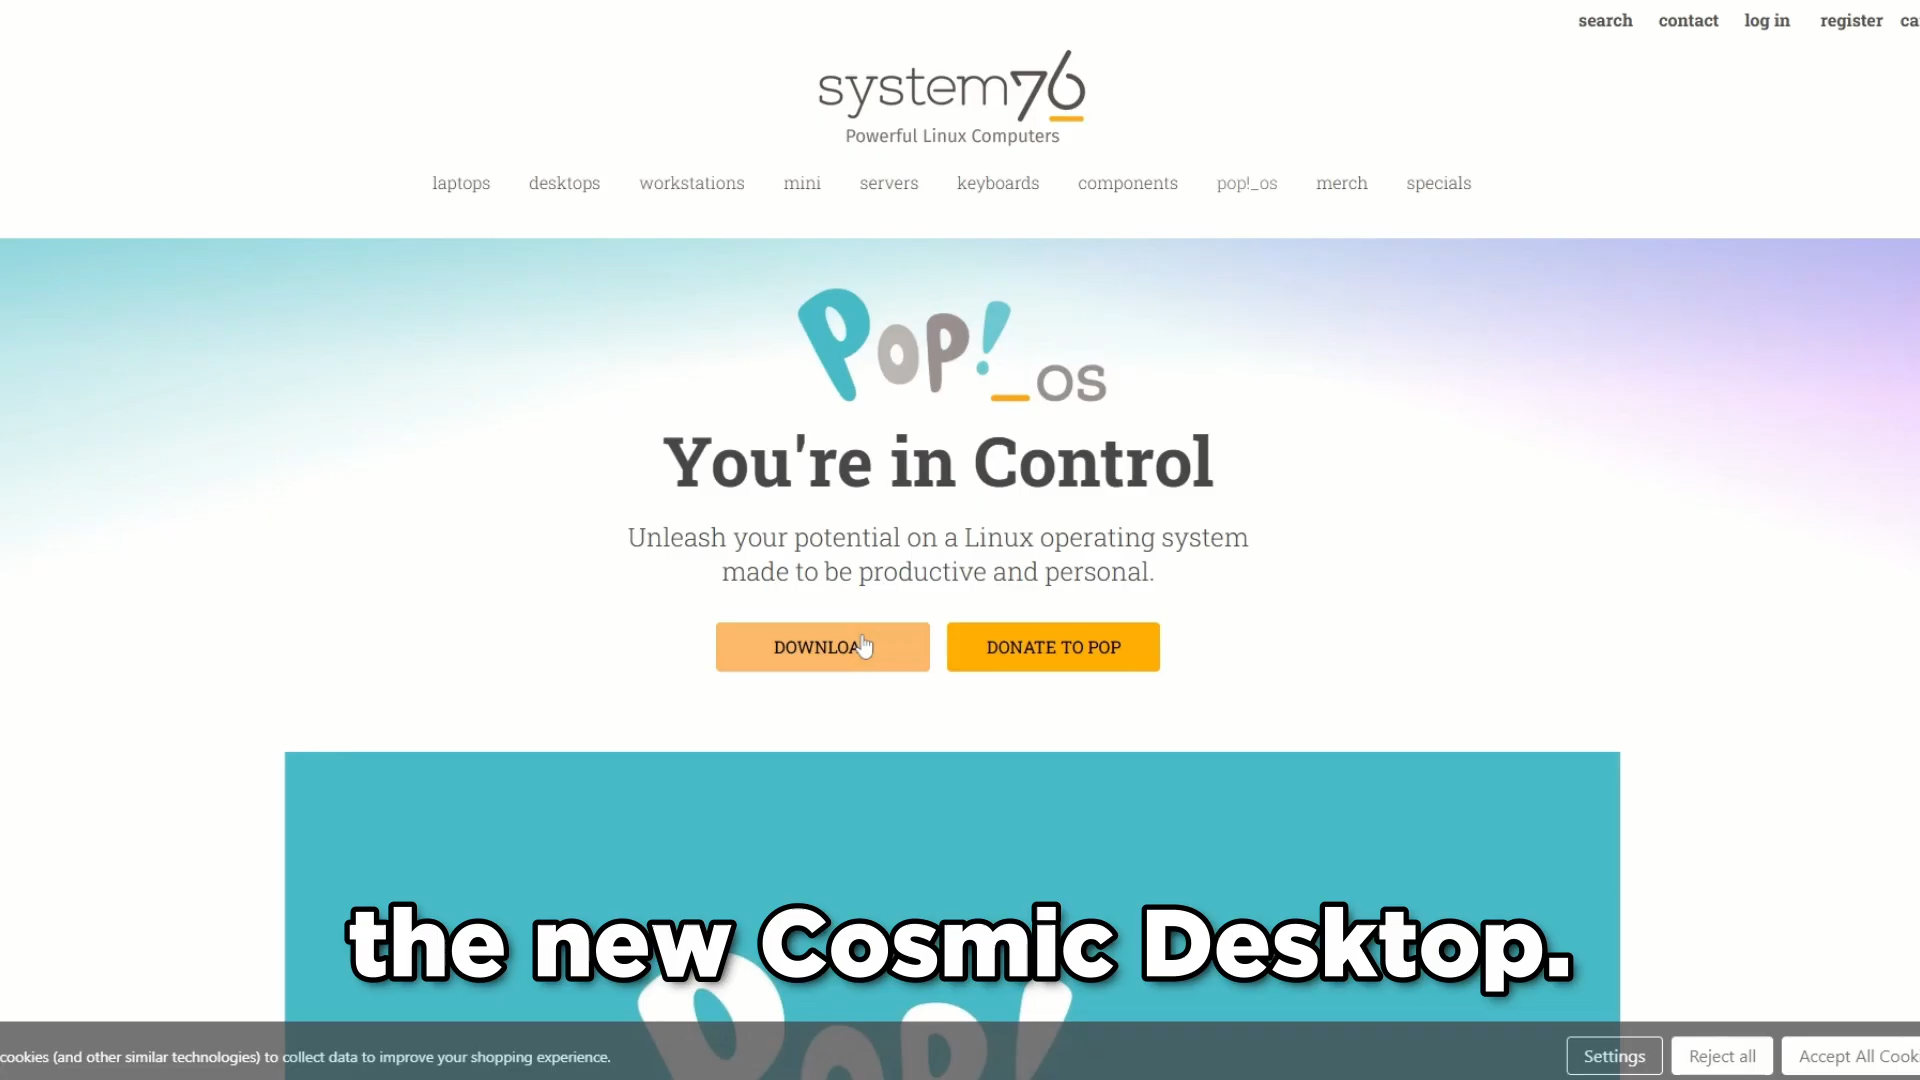 search contact log in register
system76
Powerful Linux Computers
laptops desktops workstations mini servers keyboards components pop!_os merch specials
Pop!_OS
You're in Control
Unleash your potential on a Linux operating system
made to be productive and personal.
DOWNLOA DONATE TO POP
the new Cosmic Desktop.
Pop!
cookies (and other similar technologies) to collect data to improve your shopping experience.
Settings Reject all Accept All